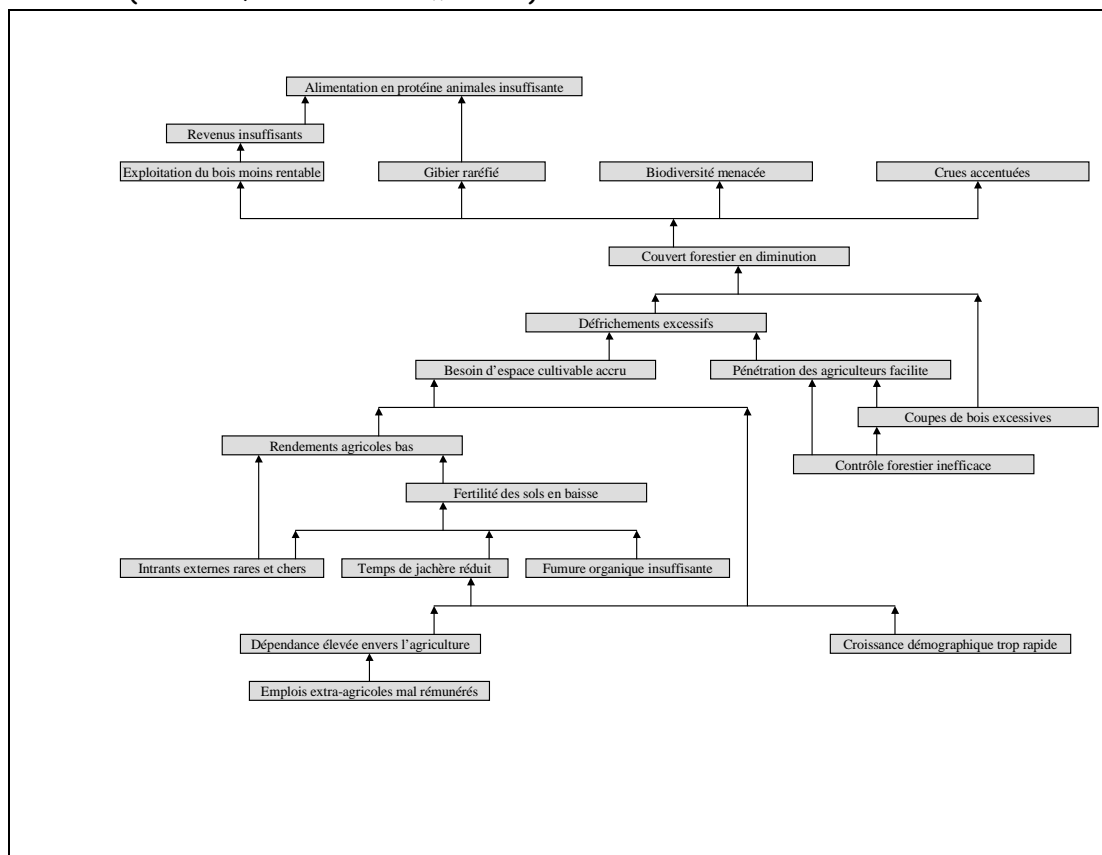 Alimentation en protéine animales insuffisante
Revenus insuffisants
Exploitation du bois moins rentable
Gibier raréfié
Biodiversité menacée
Crues accentuées
Couvert forestier en diminution
Défrichements excessifs
Besoin d'espace cultivable accru
Pénétration des agriculteurs facilite
Coupes de bois excessives
Rendements agricoles bas
Contrôle forestier inefficace
Fertilité des sols en baisse
Intrants externes rares et chers
Temps de jachère réduit
Fumure organique insuffisante
Dépendance élevée envers l'agriculture
Croissance démographique trop rapide
Emplois extra-agricoles mal rémunérés